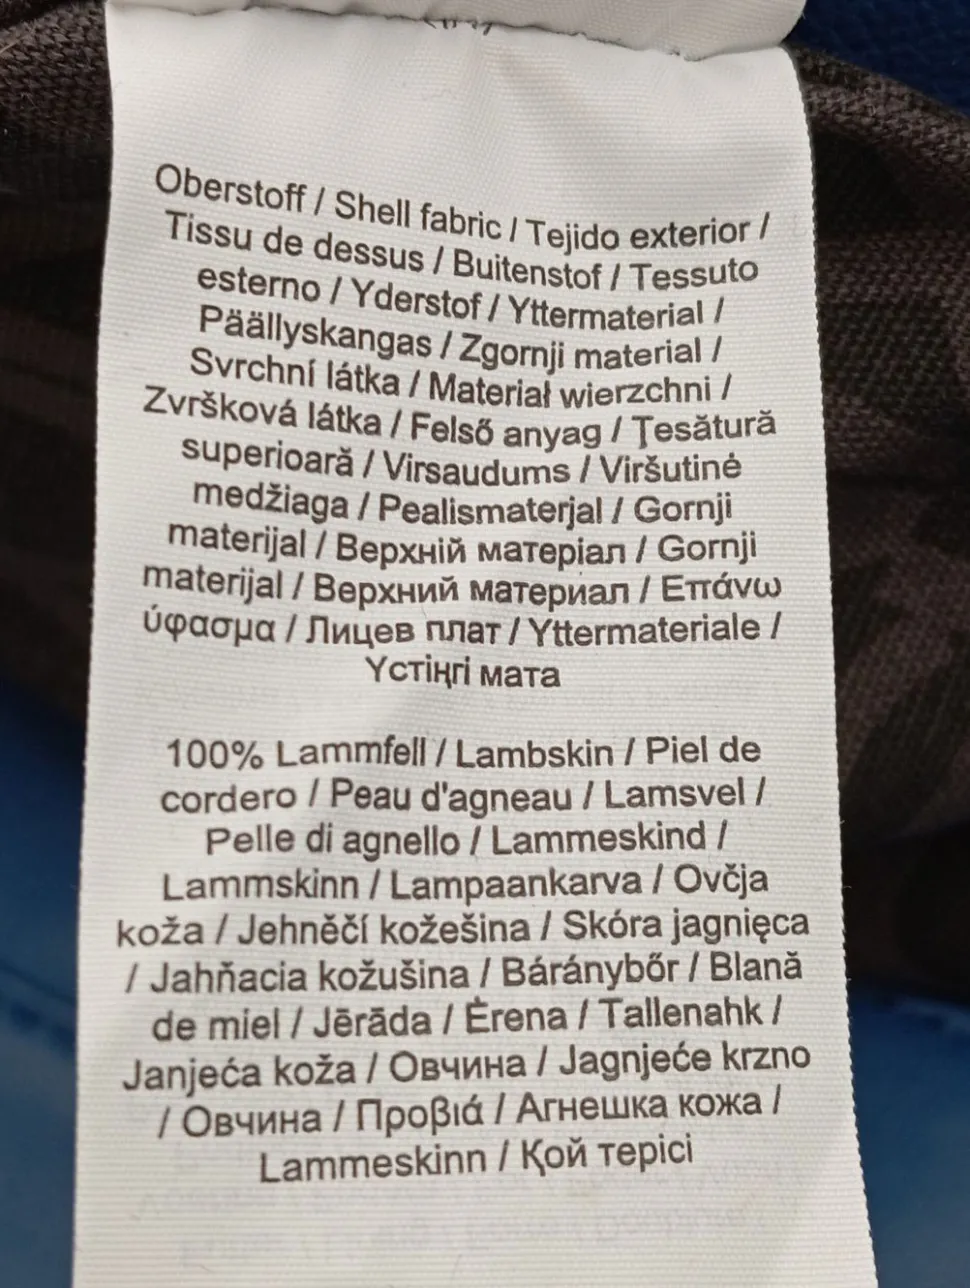 Oberstoff / Shell fabric / Tejido exterior /
Tissu de dessus / Buitenstof / Tessuto
esterno / Yderstof / Yttermaterial /
Päällyskangas / Zgornji material /
Svrchní látka / Materiał wierzchni /
Zvršková látka / Felső anyag / Țesătură
superioară / Virsaudums / Viršutinė
medžiaga / Pealismaterjal / Gornji
materijal / Верхній матеріал / Gornji
materijal / Верхний материал / Επάνω
ύφασμα / Лицев плат / Yttermateriale /
Үстіңгі мата
100% Lammfell / Lambskin / Piel de
cordero / Peau d'agneau / Lamsvel /
Pelle di agnello / Lammeskind /
Lammskinn / Lampaankarva / Ovčja
koža / Jehněčí kožešina / Skóra jagnięca
/ Jahňacia kožušina / Báránybőr / Blană
de miel / Jērāda / Ėrena / Tallenahk /
Janjeća koža / Овчина / Jagnjeće krzno
/ Овчина / Προβιά / Агнешка кожа /
Lammeskinn / Қой терісі